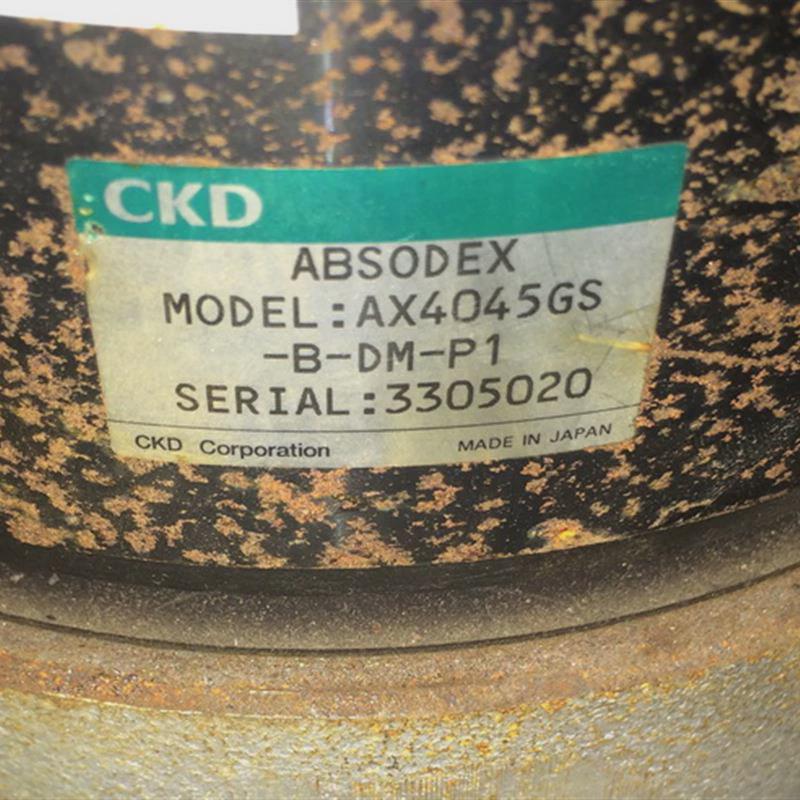 CKD
ABSODEX
MODEL:AX4045GS
-B-DM-P1
SERIAL:3305020
CKD Corporation MADE IN JAPAN